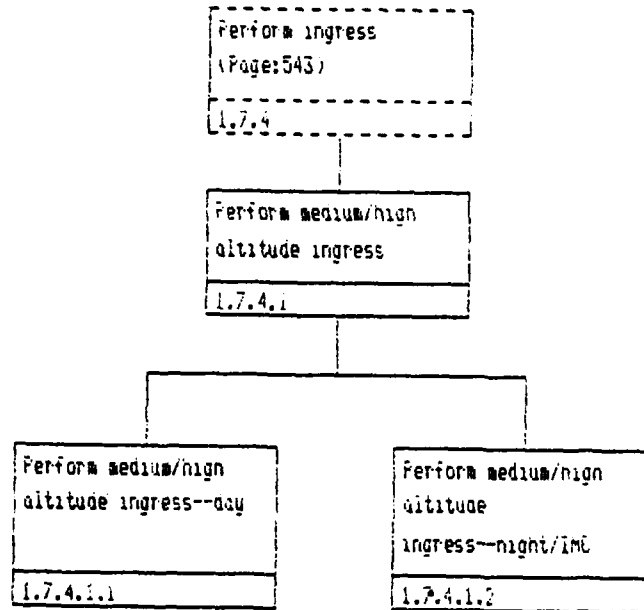 Perform ingress
(Page:543)
1.7.4
Perform medium/high
altitude ingress
1.7.4.1
Perform medium/high
altitude ingress--day
1.7.4.1.1
Perform medium/high
altitude
ingress--night/IMC
1.7.4.1.2